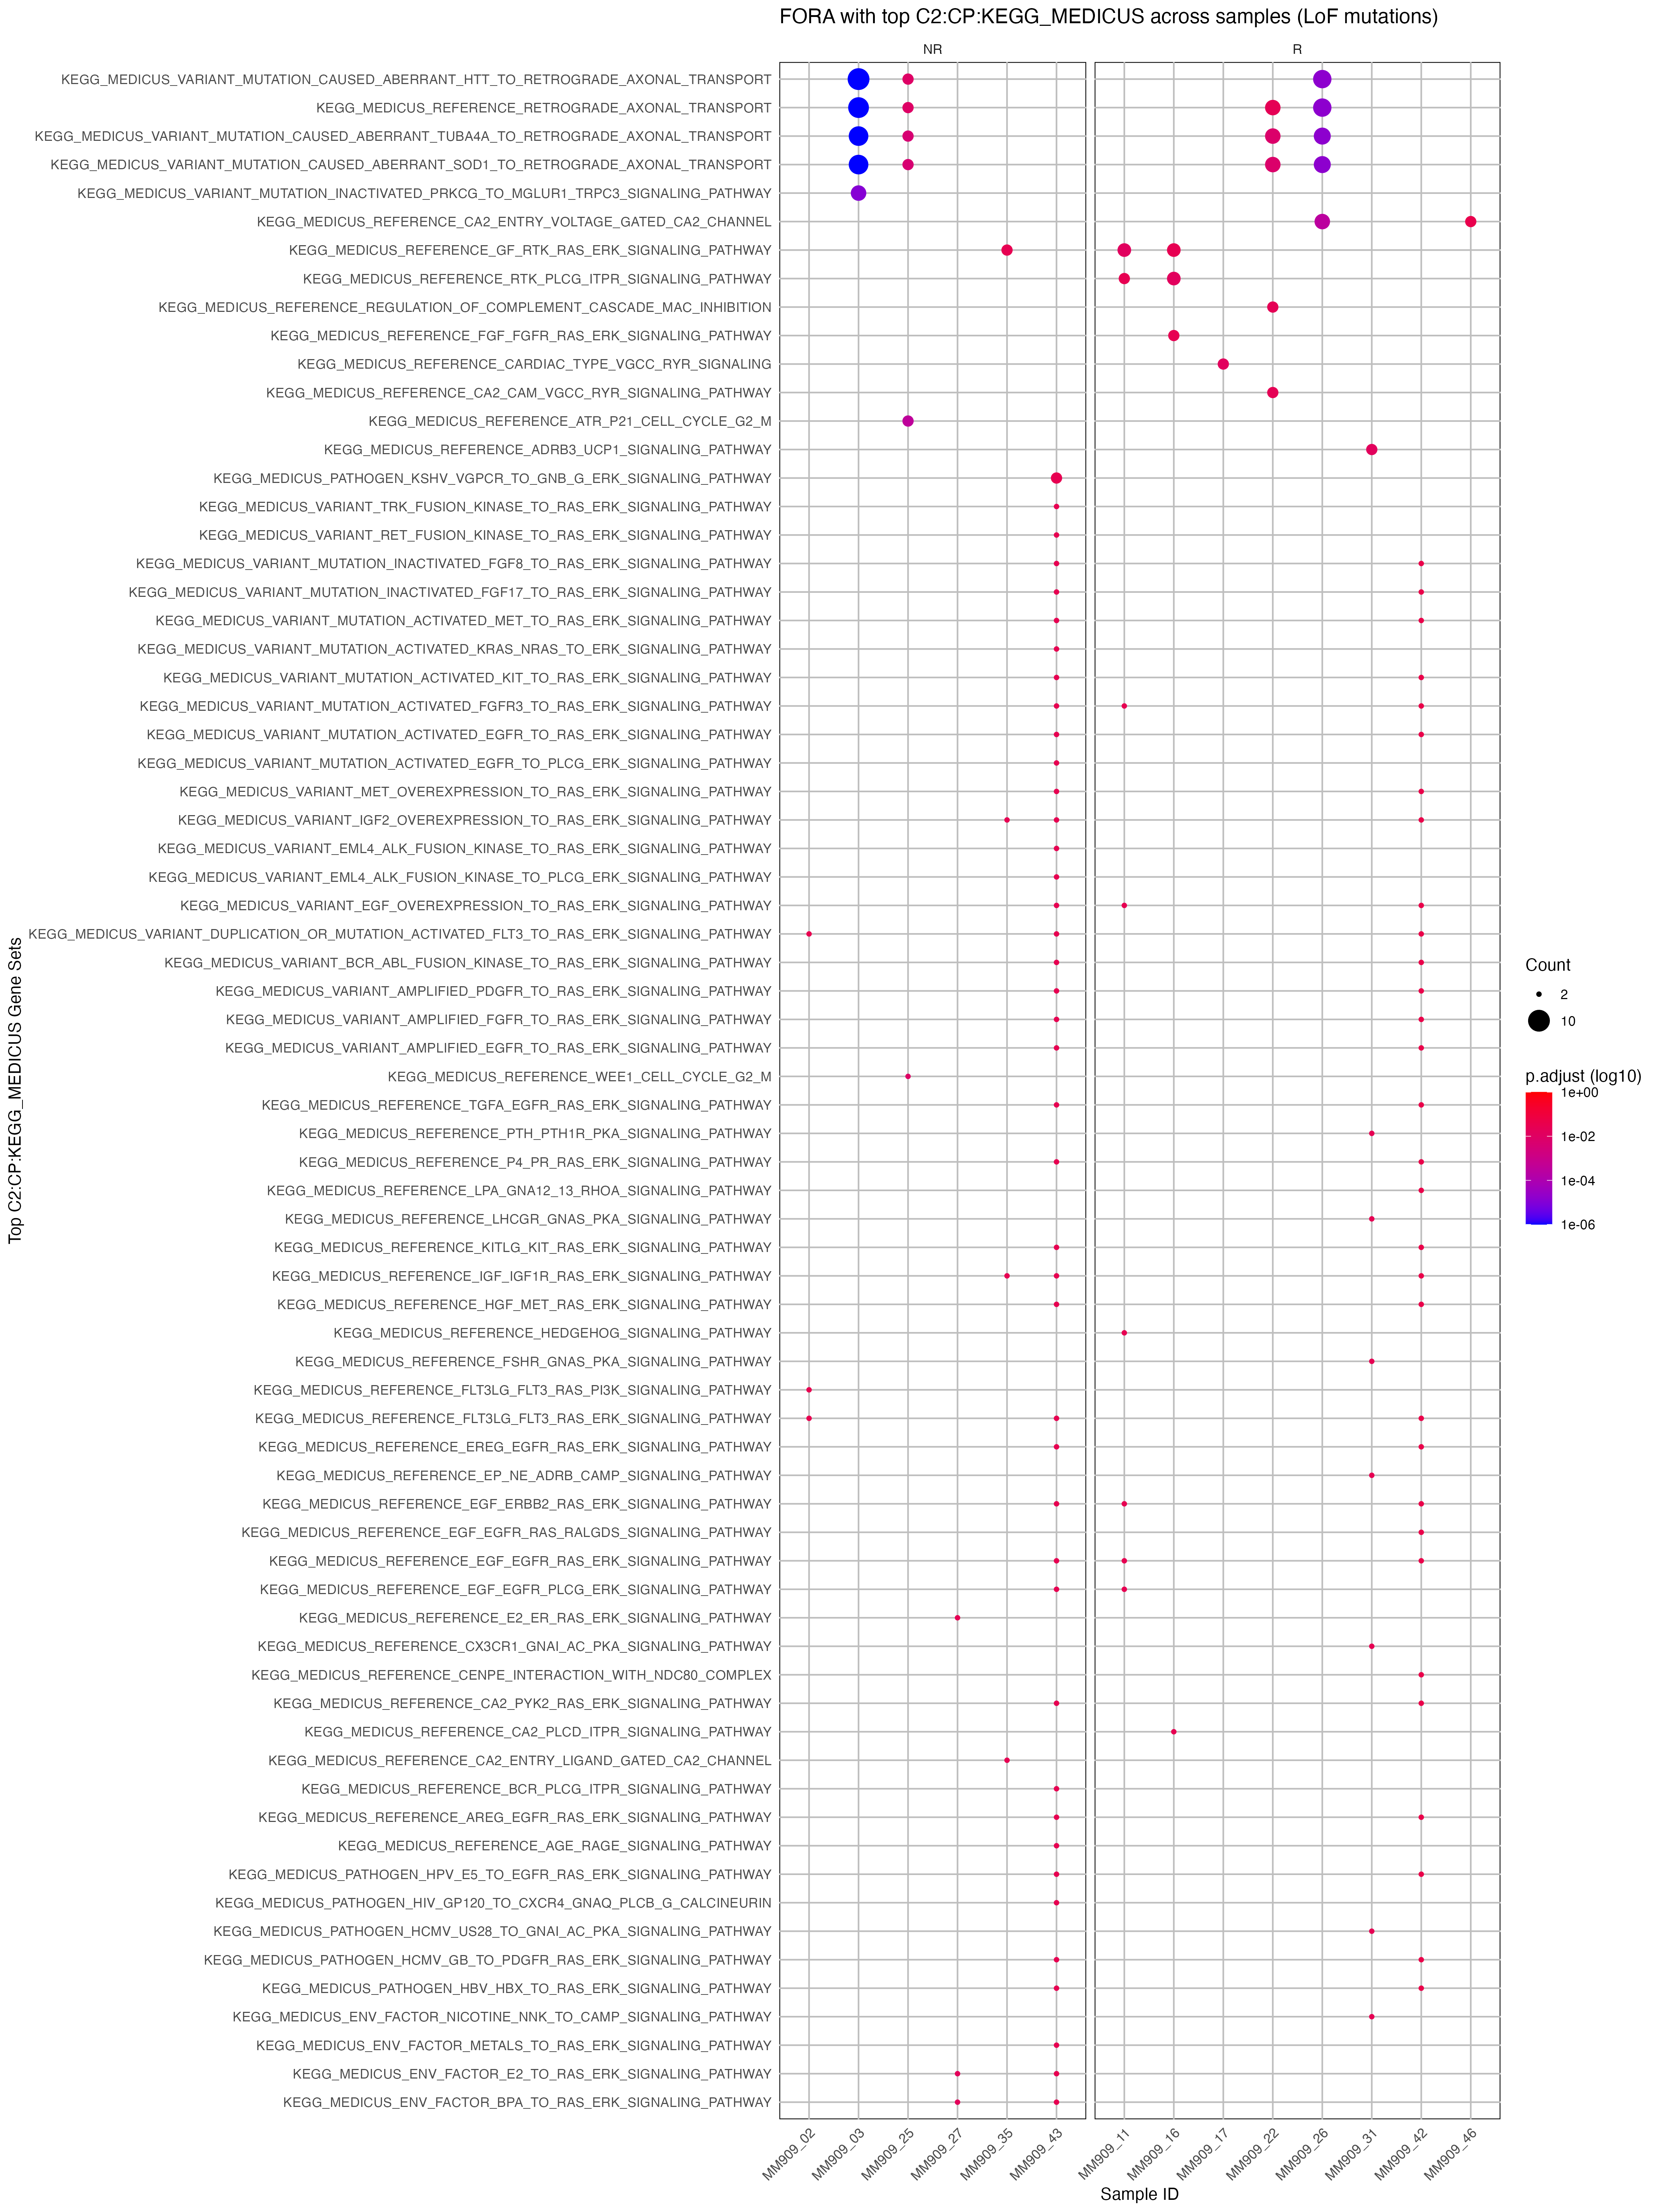 FORA with top C2:CP:KEGG_MEDICUS across samples (LoF mutations)
NR
R
KEGG_MEDICUS_VARIANT_MUTATION_CAUSED_ABERRANT_HTT_TO_RETROGRADE_AXONAL_TRANSPORT
KEGG_MEDICUS_REFERENCE_RETROGRADE_AXONAL_TRANSPORT
KEGG_MEDICUS_VARIANT_MUTATION_CAUSED_ABERRANT_TUBA4A_TO_RETROGRADE_AXONAL_TRANSPORT
KEGG_MEDICUS_VARIANT_MUTATION_CAUSED_ABERRANT_SOD1_TO_RETROGRADE_AXONAL_TRANSPORT
KEGG_MEDICUS_VARIANT_MUTATION_INACTIVATED_PRKCG_TO_MGLUR1_TRPC3_SIGNALING_PATHWAY
KEGG_MEDICUS_REFERENCE_CA2_ENTRY_VOLTAGE_GATED_CA2_CHANNEL
KEGG_MEDICUS_REFERENCE_GF_RTK_RAS_ERK_SIGNALING_PATHWAY
KEGG_MEDICUS_REFERENCE_RTK_PLCG_ITPR_SIGNALING_PATHWAY
KEGG_MEDICUS_REFERENCE_REGULATION_OF_COMPLEMENT_CASCADE_MAC_INHIBITION
KEGG_MEDICUS_REFERENCE_FGF_FGFR_RAS_ERK_SIGNALING_PATHWAY
KEGG_MEDICUS_REFERENCE_CARDIAC_TYPE_VGCC_RYR_SIGNALING
KEGG_MEDICUS_REFERENCE_CA2_CAM_VGCC_RYR_SIGNALING_PATHWAY
KEGG_MEDICUS_REFERENCE_ATR_P21_CELL_CYCLE_G2_M
KEGG_MEDICUS_REFERENCE_ADRB3_UCP1_SIGNALING_PATHWAY
KEGG_MEDICUS_PATHOGEN_KSHV_VGPCR_TO_GNB_G_ERK_SIGNALING_PATHWAY
KEGG_MEDICUS_VARIANT_TRK_FUSION_KINASE_TO_RAS_ERK_SIGNALING_PATHWAY
KEGG_MEDICUS_VARIANT_RET_FUSION_KINASE_TO_RAS_ERK_SIGNALING_PATHWAY
KEGG_MEDICUS_VARIANT_MUTATION_INACTIVATED_FGF8_TO_RAS_ERK_SIGNALING_PATHWAY
KEGG_MEDICUS_VARIANT_MUTATION_INACTIVATED_FGF17_TO_RAS_ERK_SIGNALING_PATHWAY
KEGG_MEDICUS_VARIANT_MUTATION_ACTIVATED_MET_TO_RAS_ERK_SIGNALING_PATHWAY
KEGG_MEDICUS_VARIANT_MUTATION_ACTIVATED_KRAS_NRAS_TO_ERK_SIGNALING_PATHWAY
KEGG_MEDICUS_VARIANT_MUTATION_ACTIVATED_KIT_TO_RAS_ERK_SIGNALING_PATHWAY
KEGG_MEDICUS_VARIANT_MUTATION_ACTIVATED_FGFR3_TO_RAS_ERK_SIGNALING_PATHWAY
KEGG_MEDICUS_VARIANT_MUTATION_ACTIVATED_EGFR_TO_RAS_ERK_SIGNALING_PATHWAY
KEGG_MEDICUS_VARIANT_MUTATION_ACTIVATED_EGFR_TO_PLCG_ERK_SIGNALING_PATHWAY
KEGG_MEDICUS_VARIANT_MET_OVEREXPRESSION_TO_RAS_ERK_SIGNALING_PATHWAY
KEGG_MEDICUS_VARIANT_IGF2_OVEREXPRESSION_TO_RAS_ERK_SIGNALING_PATHWAY
KEGG_MEDICUS_VARIANT_EML4_ALK_FUSION_KINASE_TO_RAS_ERK_SIGNALING_PATHWAY
KEGG_MEDICUS_VARIANT_EML4_ALK_FUSION_KINASE_TO_PLCG_ERK_SIGNALING_PATHWAY
KEGG_MEDICUS_VARIANT_EGF_OVEREXPRESSION_TO_RAS_ERK_SIGNALING_PATHWAY
KEGG_MEDICUS_VARIANT_DUPLICATION_OR_MUTATION_ACTIVATED_FLT3_TO_RAS_ERK_SIGNALING_PATHWAY
KEGG_MEDICUS_VARIANT_BCR_ABL_FUSION_KINASE_TO_RAS_ERK_SIGNALING_PATHWAY
KEGG_MEDICUS_VARIANT_AMPLIFIED_PDGFR_TO_RAS_ERK_SIGNALING_PATHWAY
KEGG_MEDICUS_VARIANT_AMPLIFIED_FGFR_TO_RAS_ERK_SIGNALING_PATHWAY
KEGG_MEDICUS_VARIANT_AMPLIFIED_EGFR_TO_RAS_ERK_SIGNALING_PATHWAY
KEGG_MEDICUS_REFERENCE_WEE1_CELL_CYCLE_G2_M
KEGG_MEDICUS_REFERENCE_TGFA_EGFR_RAS_ERK_SIGNALING_PATHWAY
KEGG_MEDICUS_REFERENCE_PTH_PTH1R_PKA_SIGNALING_PATHWAY
KEGG_MEDICUS_REFERENCE_P4_PR_RAS_ERK_SIGNALING_PATHWAY
KEGG_MEDICUS_REFERENCE_LPA_GNA12_13_RHOA_SIGNALING_PATHWAY
KEGG_MEDICUS_REFERENCE_LHCGR_GNAS_PKA_SIGNALING_PATHWAY
KEGG_MEDICUS_REFERENCE_KITLG_KIT_RAS_ERK_SIGNALING_PATHWAY
KEGG_MEDICUS_REFERENCE_IGF_IGF1R_RAS_ERK_SIGNALING_PATHWAY
KEGG_MEDICUS_REFERENCE_HGF_MET_RAS_ERK_SIGNALING_PATHWAY
KEGG_MEDICUS_REFERENCE_HEDGEHOG_SIGNALING_PATHWAY
KEGG_MEDICUS_REFERENCE_FSHR_GNAS_PKA_SIGNALING_PATHWAY
KEGG_MEDICUS_REFERENCE_FLT3LG_FLT3_RAS_PI3K_SIGNALING_PATHWAY
KEGG_MEDICUS_REFERENCE_FLT3LG_FLT3_RAS_ERK_SIGNALING_PATHWAY
KEGG_MEDICUS_REFERENCE_EREG_EGFR_RAS_ERK_SIGNALING_PATHWAY
KEGG_MEDICUS_REFERENCE_EP_NE_ADRB_CAMP_SIGNALING_PATHWAY
KEGG_MEDICUS_REFERENCE_EGF_ERBB2_RAS_ERK_SIGNALING_PATHWAY
KEGG_MEDICUS_REFERENCE_EGF_EGFR_RAS_RALGDS_SIGNALING_PATHWAY
KEGG_MEDICUS_REFERENCE_EGF_EGFR_RAS_ERK_SIGNALING_PATHWAY
KEGG_MEDICUS_REFERENCE_EGF_EGFR_PLCG_ERK_SIGNALING_PATHWAY
KEGG_MEDICUS_REFERENCE_E2_ER_RAS_ERK_SIGNALING_PATHWAY
KEGG_MEDICUS_REFERENCE_CX3CR1_GNAI_AC_PKA_SIGNALING_PATHWAY
KEGG_MEDICUS_REFERENCE_CENPE_INTERACTION_WITH_NDC80_COMPLEX
KEGG_MEDICUS_REFERENCE_CA2_PYK2_RAS_ERK_SIGNALING_PATHWAY
KEGG_MEDICUS_REFERENCE_CA2_PLCD_ITPR_SIGNALING_PATHWAY
KEGG_MEDICUS_REFERENCE_CA2_ENTRY_LIGAND_GATED_CA2_CHANNEL
KEGG_MEDICUS_REFERENCE_BCR_PLCG_ITPR_SIGNALING_PATHWAY
KEGG_MEDICUS_REFERENCE_AREG_EGFR_RAS_ERK_SIGNALING_PATHWAY
KEGG_MEDICUS_REFERENCE_AGE_RAGE_SIGNALING_PATHWAY
KEGG_MEDICUS_PATHOGEN_HPV_E5_TO_EGFR_RAS_ERK_SIGNALING_PATHWAY
KEGG_MEDICUS_PATHOGEN_HIV_GP120_TO_CXCR4_GNAQ_PLCB_G_CALCINEURIN
KEGG_MEDICUS_PATHOGEN_HCMV_US28_TO_GNAI_AC_PKA_SIGNALING_PATHWAY
KEGG_MEDICUS_PATHOGEN_HCMV_GB_TO_PDGFR_RAS_ERK_SIGNALING_PATHWAY
KEGG_MEDICUS_PATHOGEN_HBV_HBX_TO_RAS_ERK_SIGNALING_PATHWAY
KEGG_MEDICUS_ENV_FACTOR_NICOTINE_NNK_TO_CAMP_SIGNALING_PATHWAY
KEGG_MEDICUS_ENV_FACTOR_METALS_TO_RAS_ERK_SIGNALING_PATHWAY
KEGG_MEDICUS_ENV_FACTOR_E2_TO_RAS_ERK_SIGNALING_PATHWAY
KEGG_MEDICUS_ENV_FACTOR_BPA_TO_RAS_ERK_SIGNALING_PATHWAY
Top C2:CP:KEGG_MEDICUS Gene Sets
MM909_02
MM909_03
MM909_25
MM909_27
MM909_35
MM909_43
MM909_11
MM909_16
MM909_17
MM909_22
MM909_26
MM909_31
MM909_42
MM909_46
Sample ID
Count
2
10
p.adjust (log10)
1e+00
1e-02
1e-04
1e-06